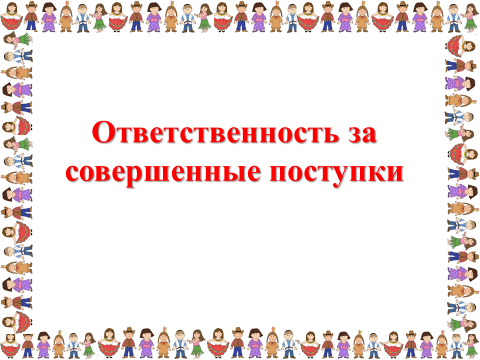 Ответственность за
совершенные поступки